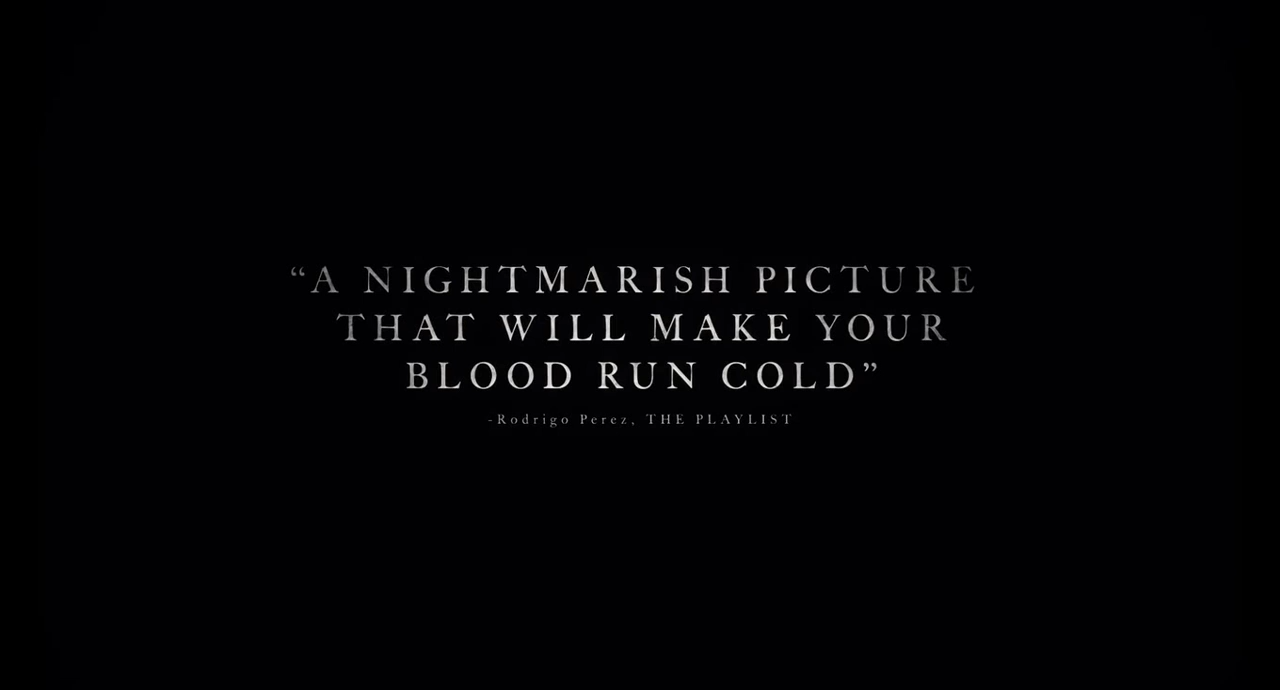 “A NIGHTMARISH PICTURE
THAT WILL MAKE YOUR
BLOOD RUN COLD”
-Rodrigo Perez, THE PLAYLIST